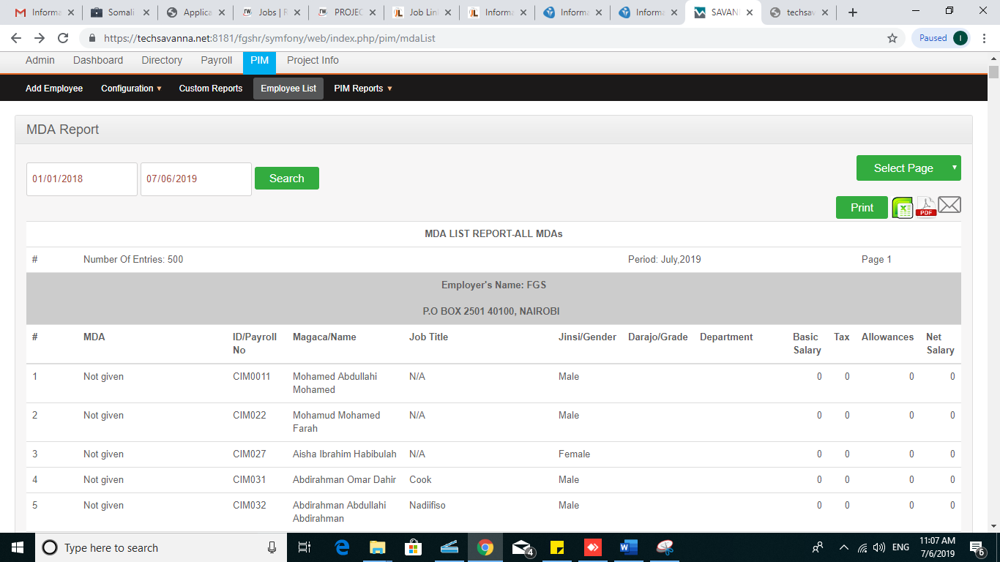 Informa
Somali
Applica
Jobs | R
PROJEC
Job Lin
Informa
Informa
Informa
SAVAN
techsav
https://techsavanna.net:8181/fgshr/symfony/web/index.php/pim/mdaList
Paused
I
Admin Dashboard Directory Payroll PIM Project Info
Add Employee Configuration Custom Reports Employee List PIM Reports
MDA Report
01/01/2018 07/06/2019 Search
Select Page
Print
PDF
MDA LIST REPORT-ALL MDAs
# Number Of Entries: 500 Period: July,2019 Page 1
Employer's Name: FGS
P.O BOX 2501 40100, NAIROBI
# MDA ID/Payroll Magaca/Name Job Title Jinsi/Gender Darajo/Grade Department Basic Tax Allowances Net
No Salary Salary
1 Not given CIM0011 Mohamed Abdullahi N/A Male 0 0 0 0
Mohamed
2 Not given CIM022 Mohamud Mohamed N/A Male 0 0 0 0
Farah
3 Not given CIM027 Aisha Ibrahim Habibulah N/A Female 0 0 0 0
4 Not given CIM031 Abdirahman Omar Dahir Cook Male 0 0 0 0
5 Not given CIM032 Abdirahman Abdullahi Nadiifiso Male 0 0 0 0
Abdirahman
Type here to search
4
ENG
11:07 AM
7/6/2019
6